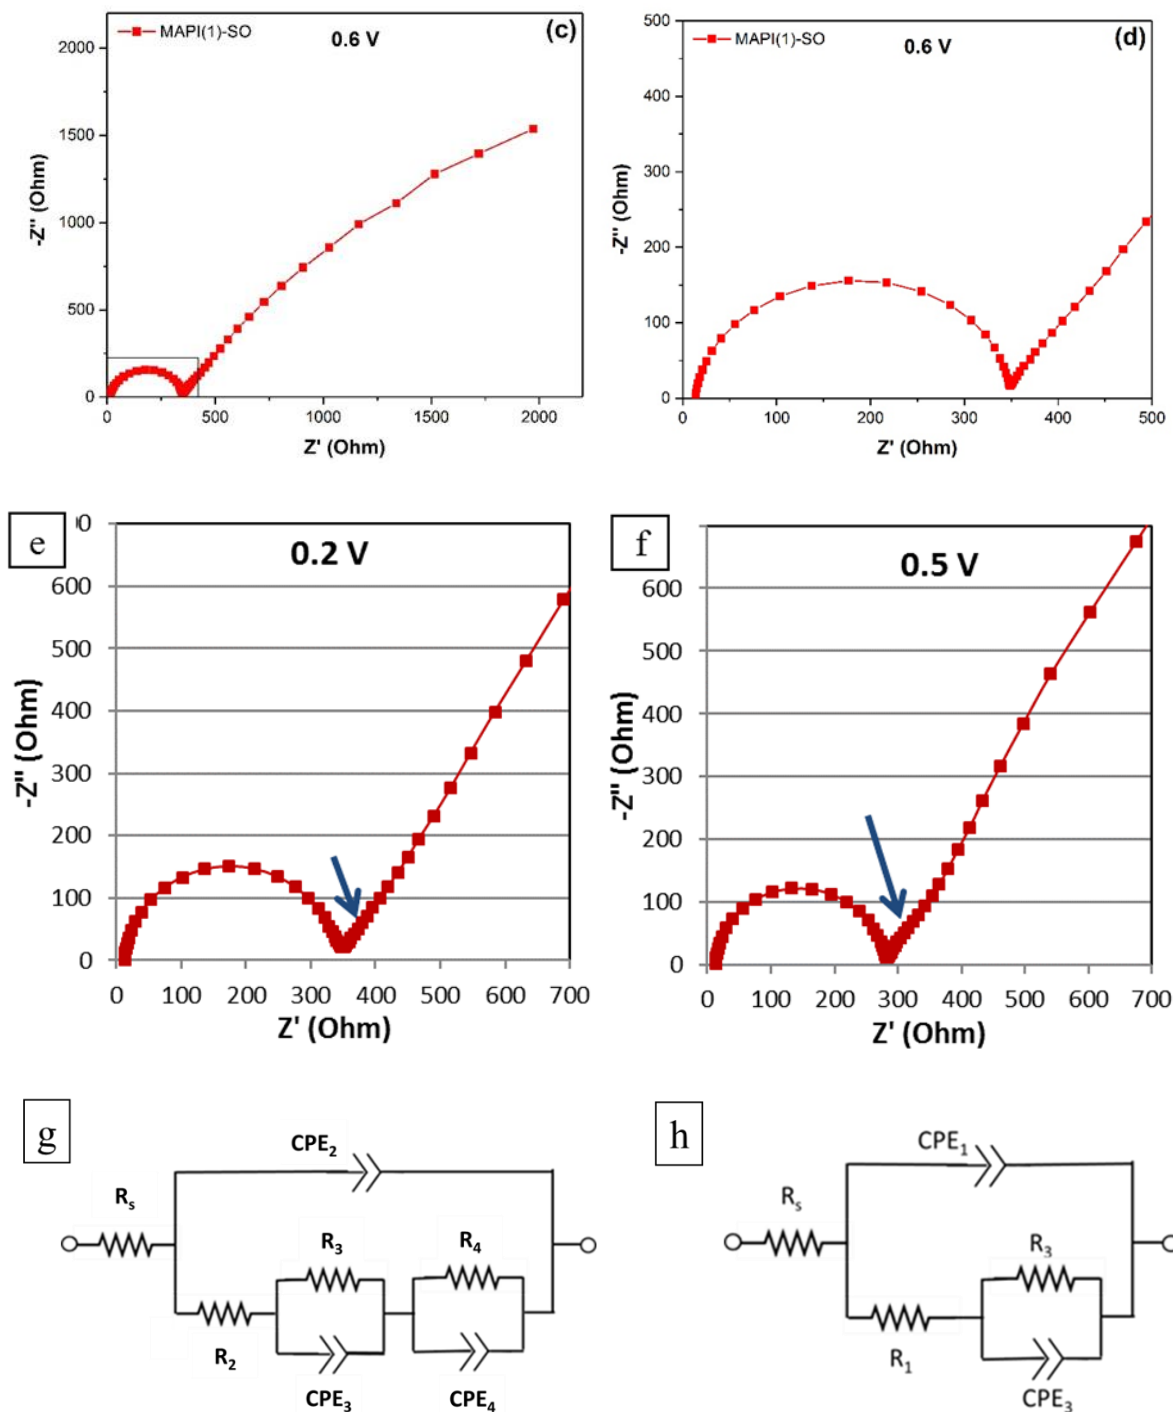 MAPI(1)-SO
0.6 V
(c)
2000
1500
1000
500
0
-Z" (Ohm)
0 500 1000 1500 2000
Z' (Ohm)
MAPI(1)-SO
0.6 V
(d)
500
400
300
200
100
0
-Z" (Ohm)
0 100 200 300 400 500
Z' (Ohm)
e
0.2 V
600
500
400
300
200
100
0
-Z" (Ohm)
0 100 200 300 400 500 600 700
Z' (Ohm)
f
0.5 V
600
500
400
300
200
100
0
-Z" (Ohm)
0 100 200 300 400 500 600 700
Z' (Ohm)
g
CPE2
Rs
R3
R4
R2
CPE3
CPE4
h
CPE1
Rs
R3
R1
CPE3